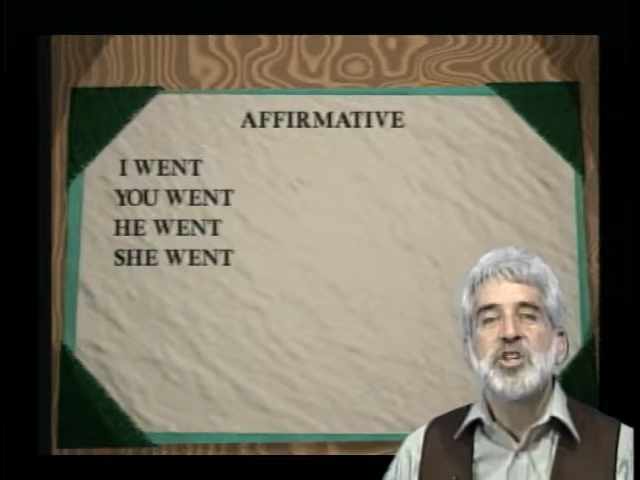 AFFIRMATIVE
I WENT
YOU WENT
HE WENT
SHE WENT